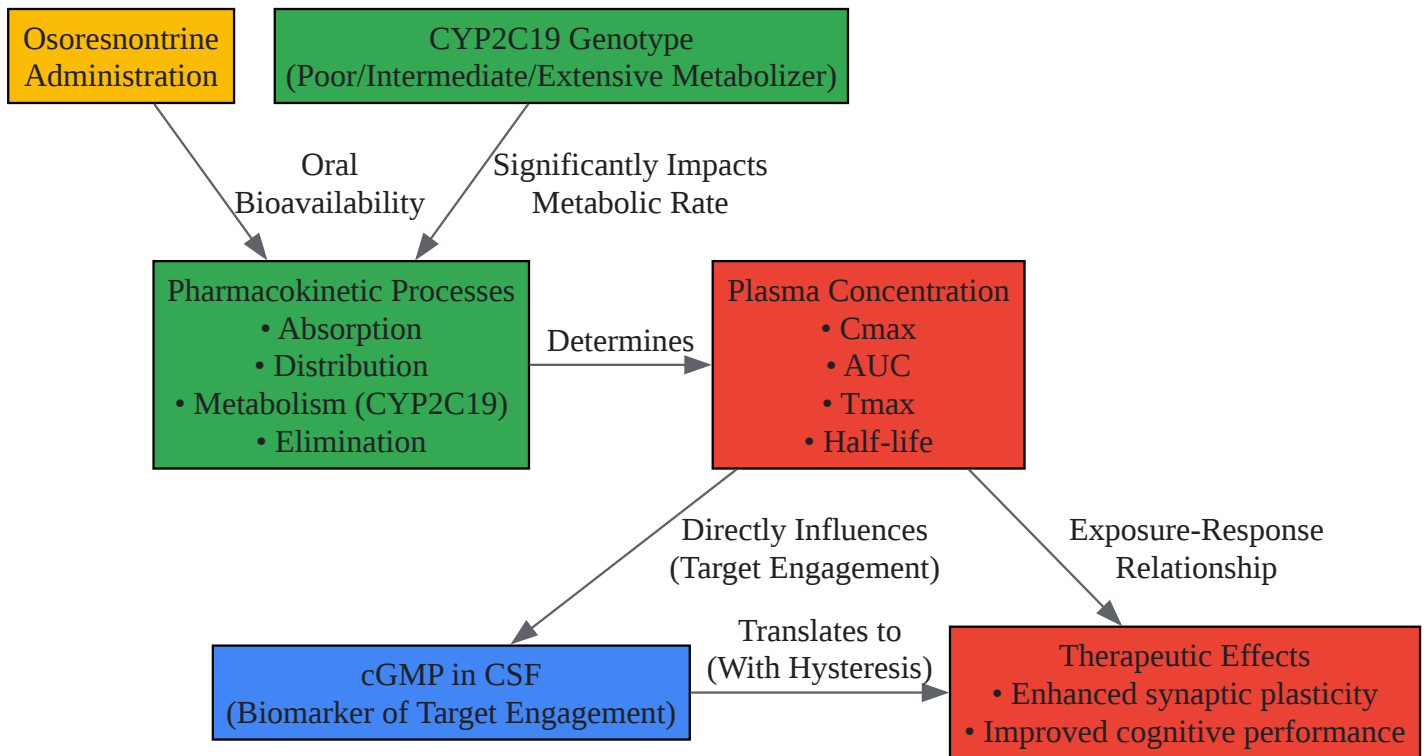 Osoresnontrine
Administration
CYP2C19 Genotype
(Poor/Intermediate/Extensive Metabolizer)
Oral
Bioavailability
Significantly Impacts
Metabolic Rate
Pharmacokinetic Processes
• Absorption
• Distribution
• Metabolism (CYP2C19)
• Elimination
Determines
Plasma Concentration
• Cmax
• AUC
• Tmax
• Half-life
Directly Influences
(Target Engagement)
Exposure-Response
Relationship
cGMP in CSF
(Biomarker of Target Engagement)
Translates to
(With Hysteresis)
Therapeutic Effects
• Enhanced synaptic plasticity
• Improved cognitive performance